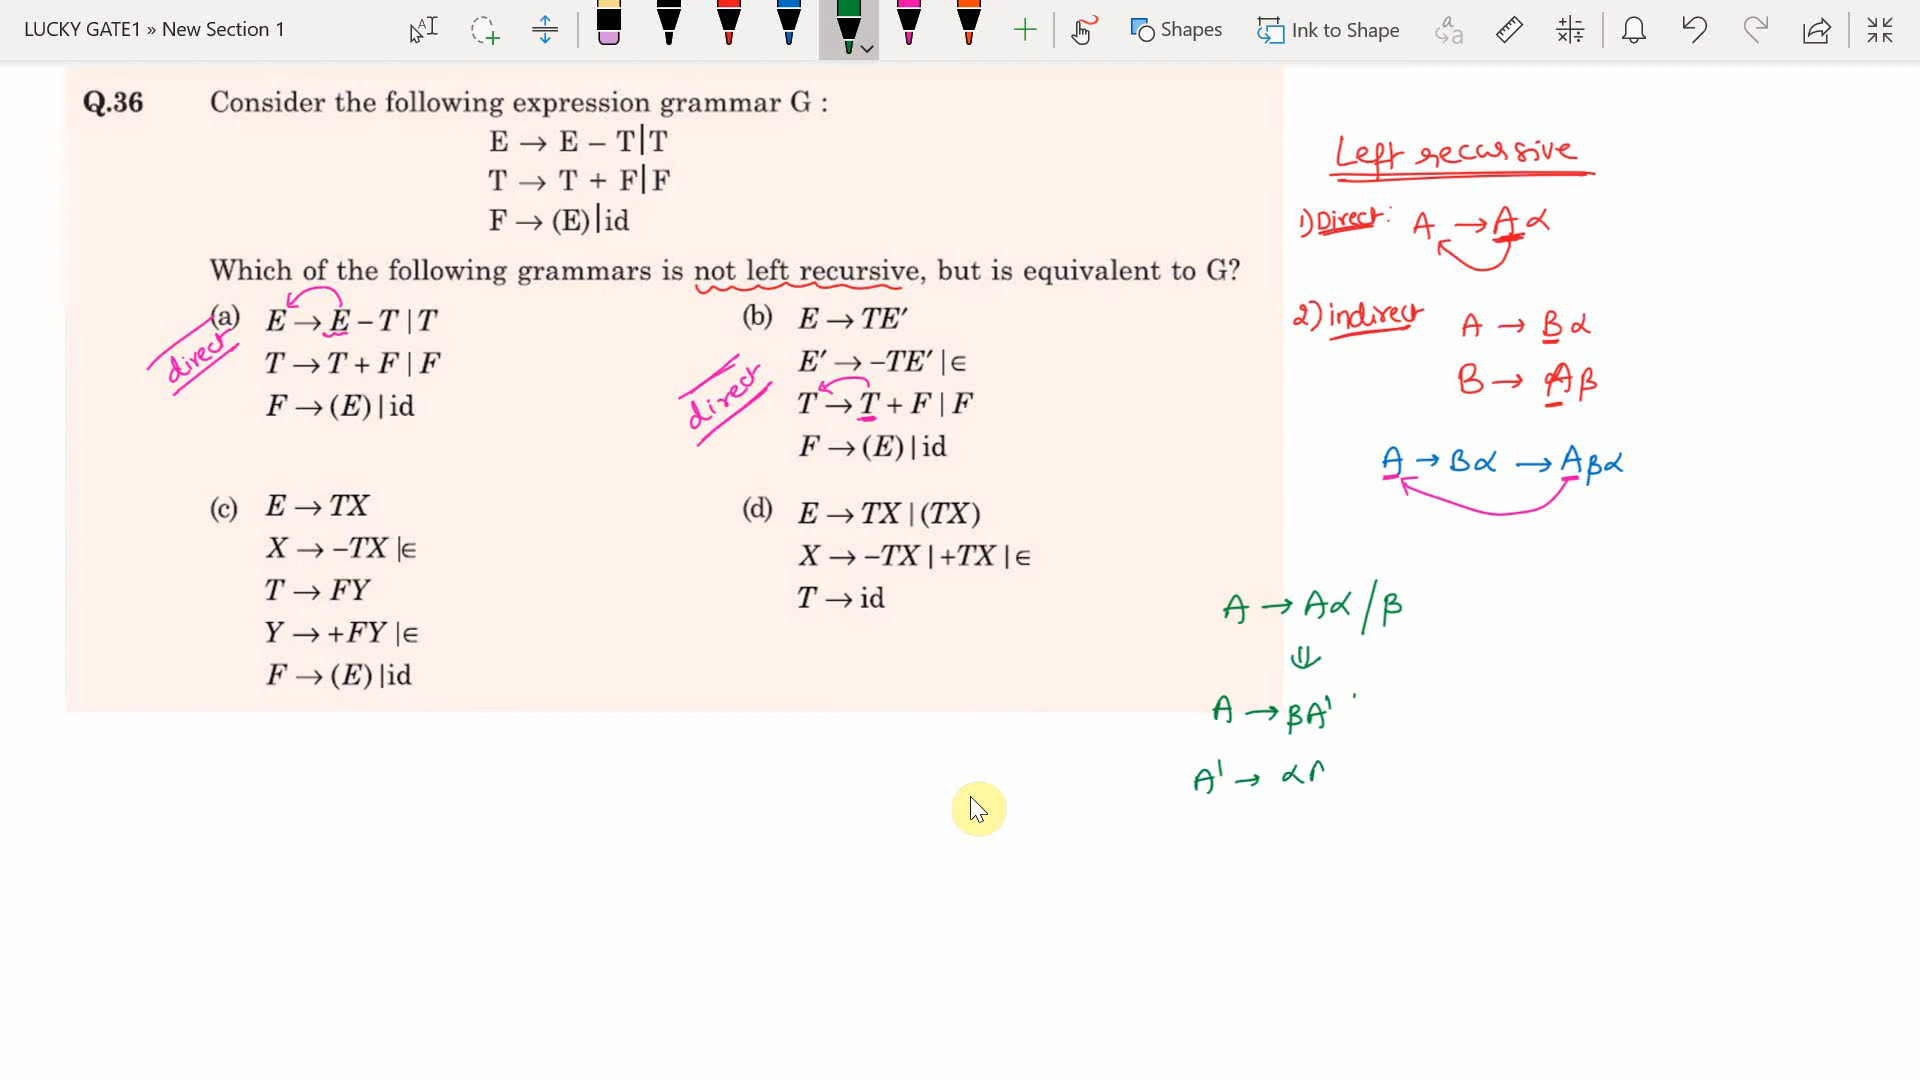 LUCKY GATE1 » New Section 1
Shapes
Ink to Shape
Q.36 Consider the following expression grammar G :
E → E – T|T
T → T + F|F
F → (E)|id
Which of the following grammars is not left recursive, but is equivalent to G?
(a) E → E – T | T
T → T + F | F
F → (E) | id
direct
(b) E → TE′
E′ → –TE′ |∈
T → T + F | F
F → (E) | id
direct
(c) E → TX
X → –TX |∈
T → FY
Y → +FY |∈
F → (E) |id
(d) E → TX | (TX)
X → –TX | +TX | ∈
T → id
Left recursive
1) Direct: A → Aα
2) indirect A → Bα
B → Aβ
A → Bα → Aβα
A → Aα / β
⇓
A → βA'
A' → α